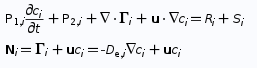 P₁,ᵢ ∂cᵢ/∂t + P₂,ᵢ + ∇ · Γᵢ + u · ∇cᵢ = Rᵢ + Sᵢ
Nᵢ = Γᵢ + ucᵢ = -Dₑ,ᵢ∇cᵢ + ucᵢ